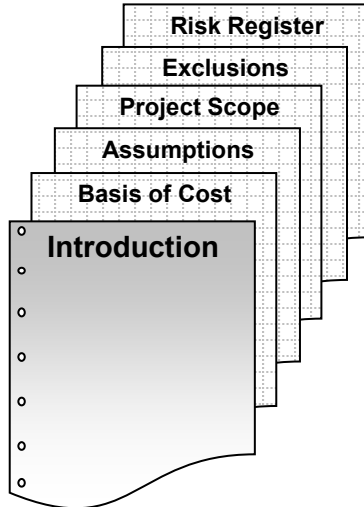 Risk Register
Exclusions
Project Scope
Assumptions
Basis of Cost
Introduction